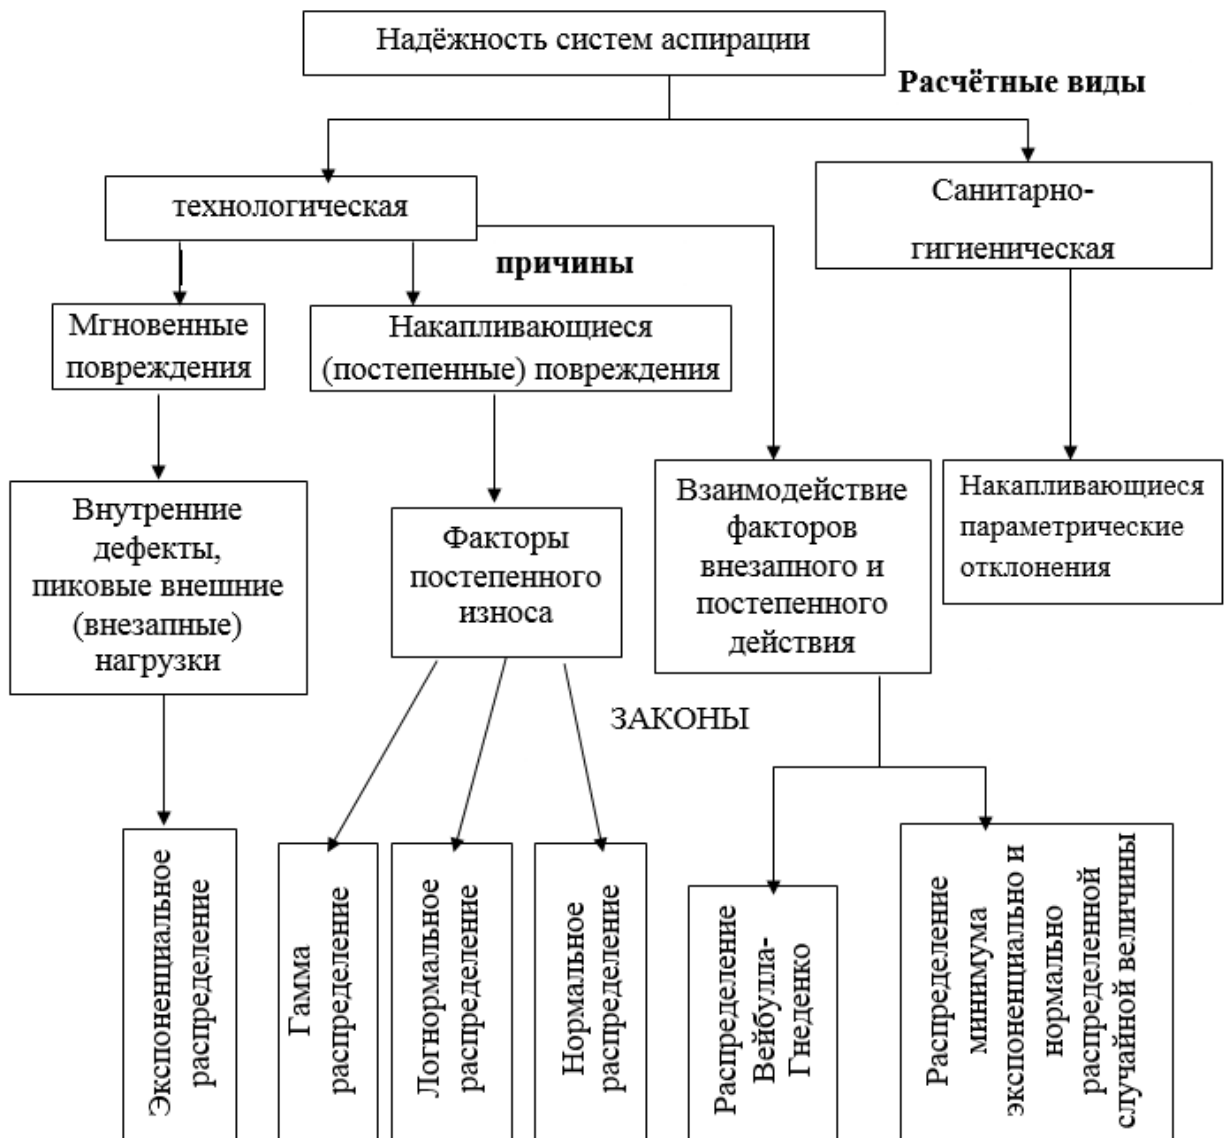 Надёжность систем аспирации
Расчётные виды
технологическая
Санитарно-
гигиеническая
причины
Мгновенные
повреждения
Накапливающиеся
(постепенные) повреждения
Внутренние
дефекты,
пиковые внешние
(внезапные)
нагрузки
Факторы
постепенного
износа
Взаимодействие
факторов
внезапного и
постепенного
действия
Накапливающиеся
параметрические
отклонения
ЗАКОНЫ
Экспоненциальное
распределение
Гамма
распределение
Логнормальное
распределение
Нормальное
распределение
Распределение
Вейбулла-
Гнеденко
Распределение
минимума
экспоненциально и
нормально
распределенной
случайной величины